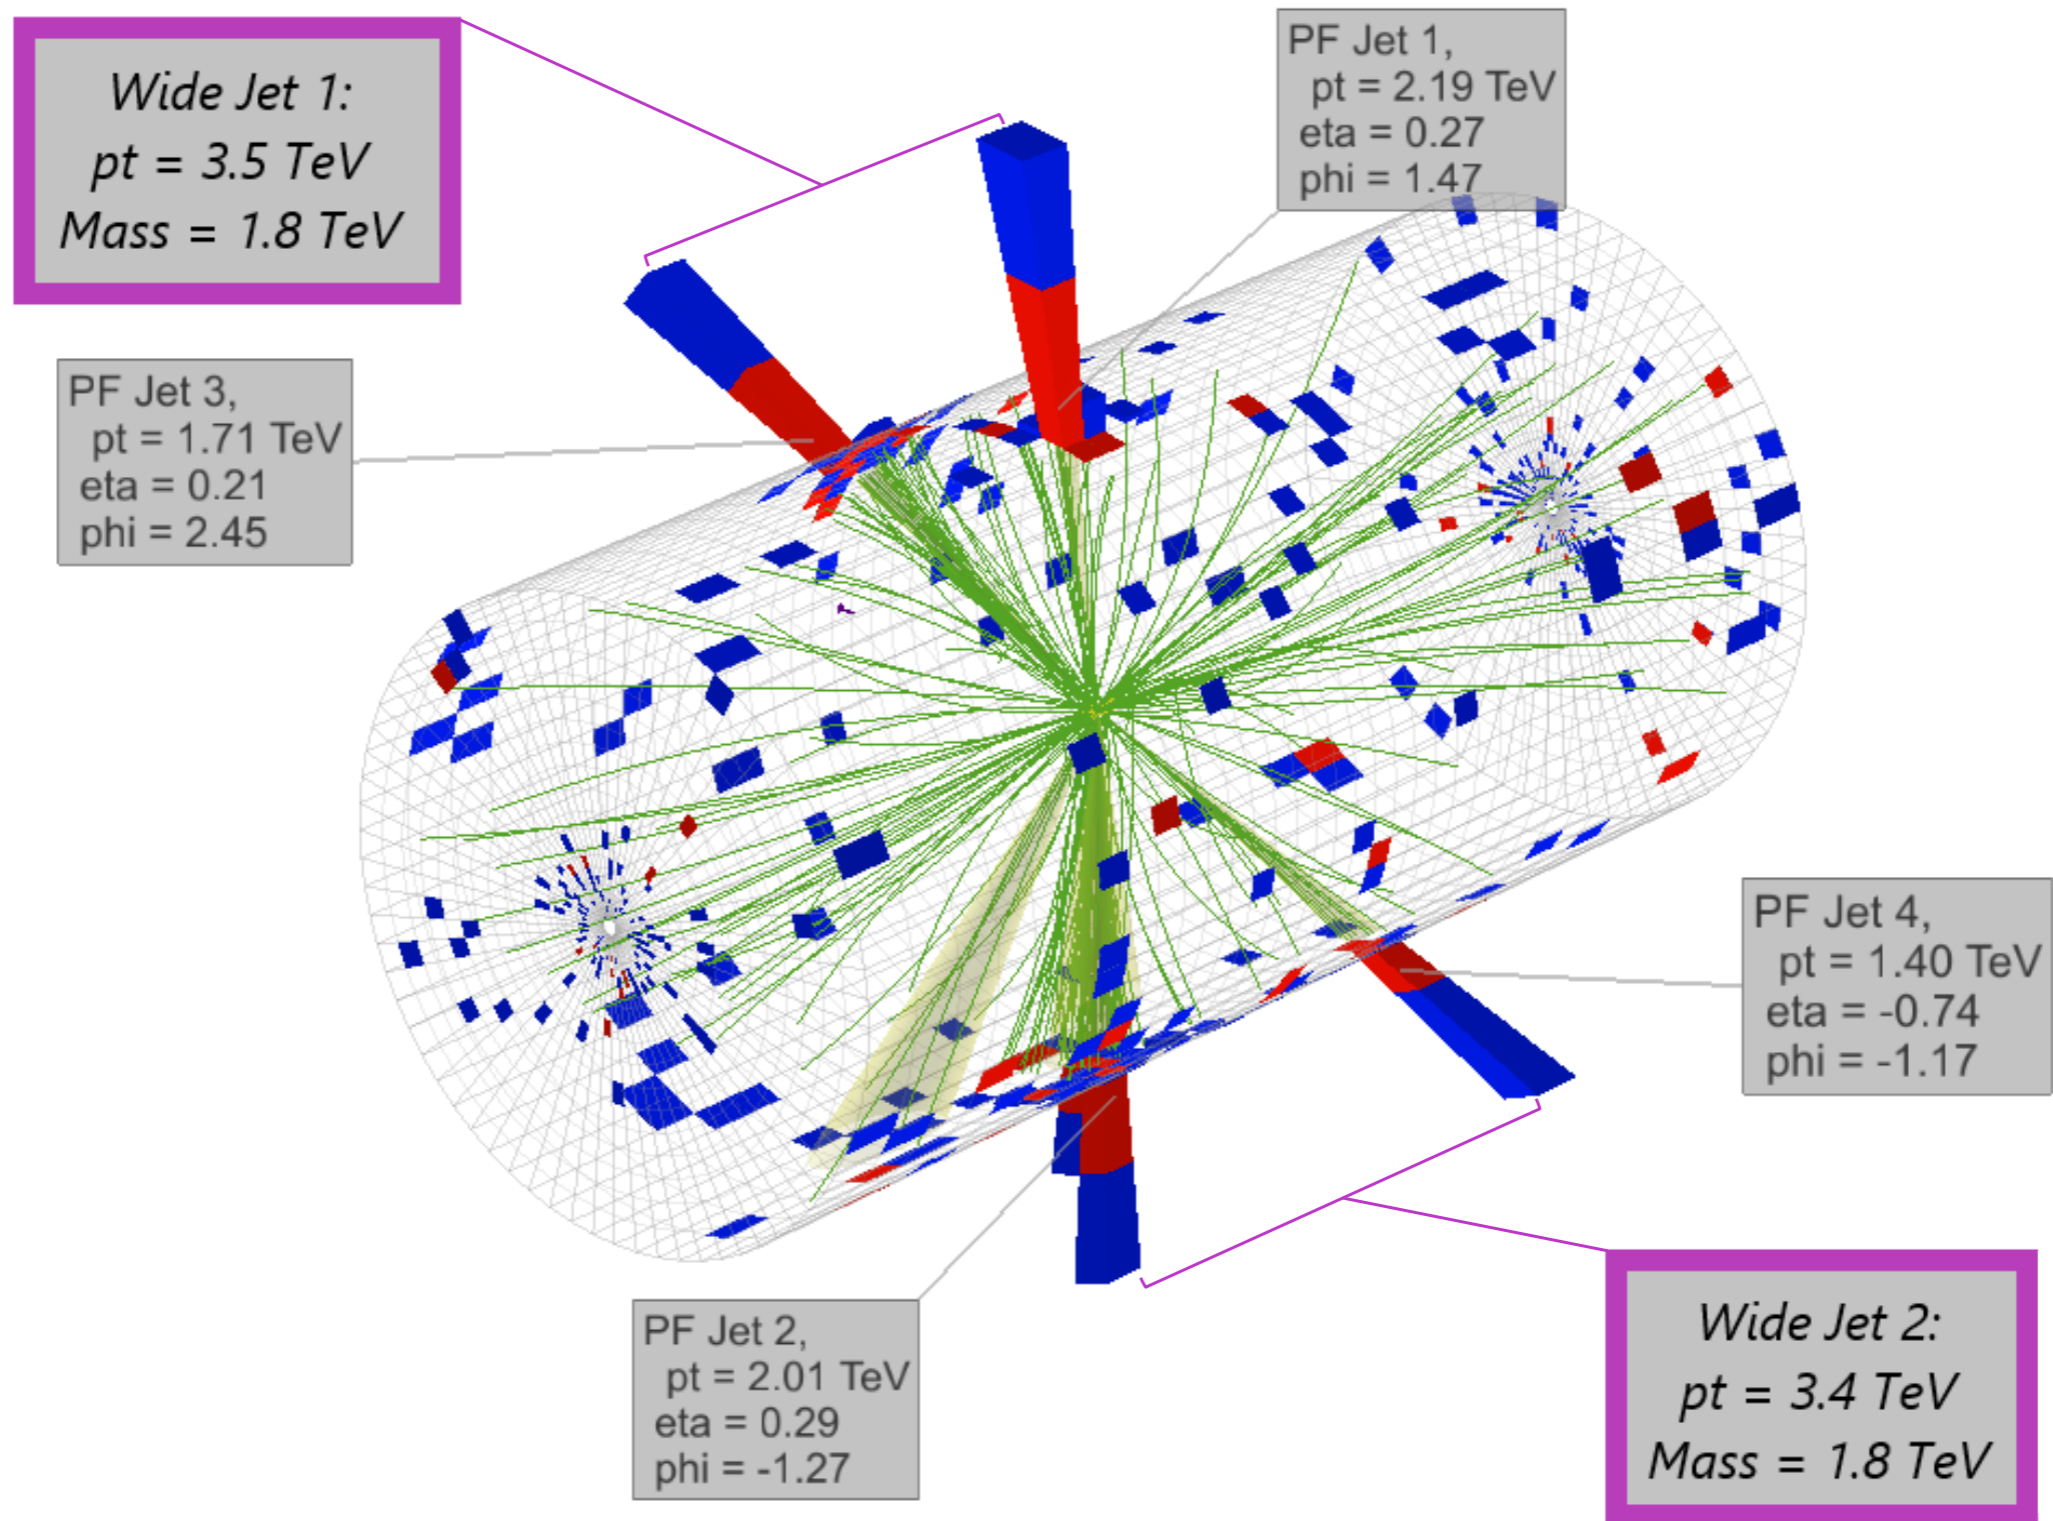 Wide Jet 1:
pt = 3.5 TeV
Mass = 1.8 TeV
PF Jet 1,
pt = 2.19 TeV
eta = 0.27
phi = 1.47
PF Jet 3,
pt = 1.71 TeV
eta = 0.21
phi = 2.45
PF Jet 4,
pt = 1.40 TeV
eta = -0.74
phi = -1.17
PF Jet 2,
pt = 2.01 TeV
eta = 0.29
phi = -1.27
Wide Jet 2:
pt = 3.4 TeV
Mass = 1.8 TeV